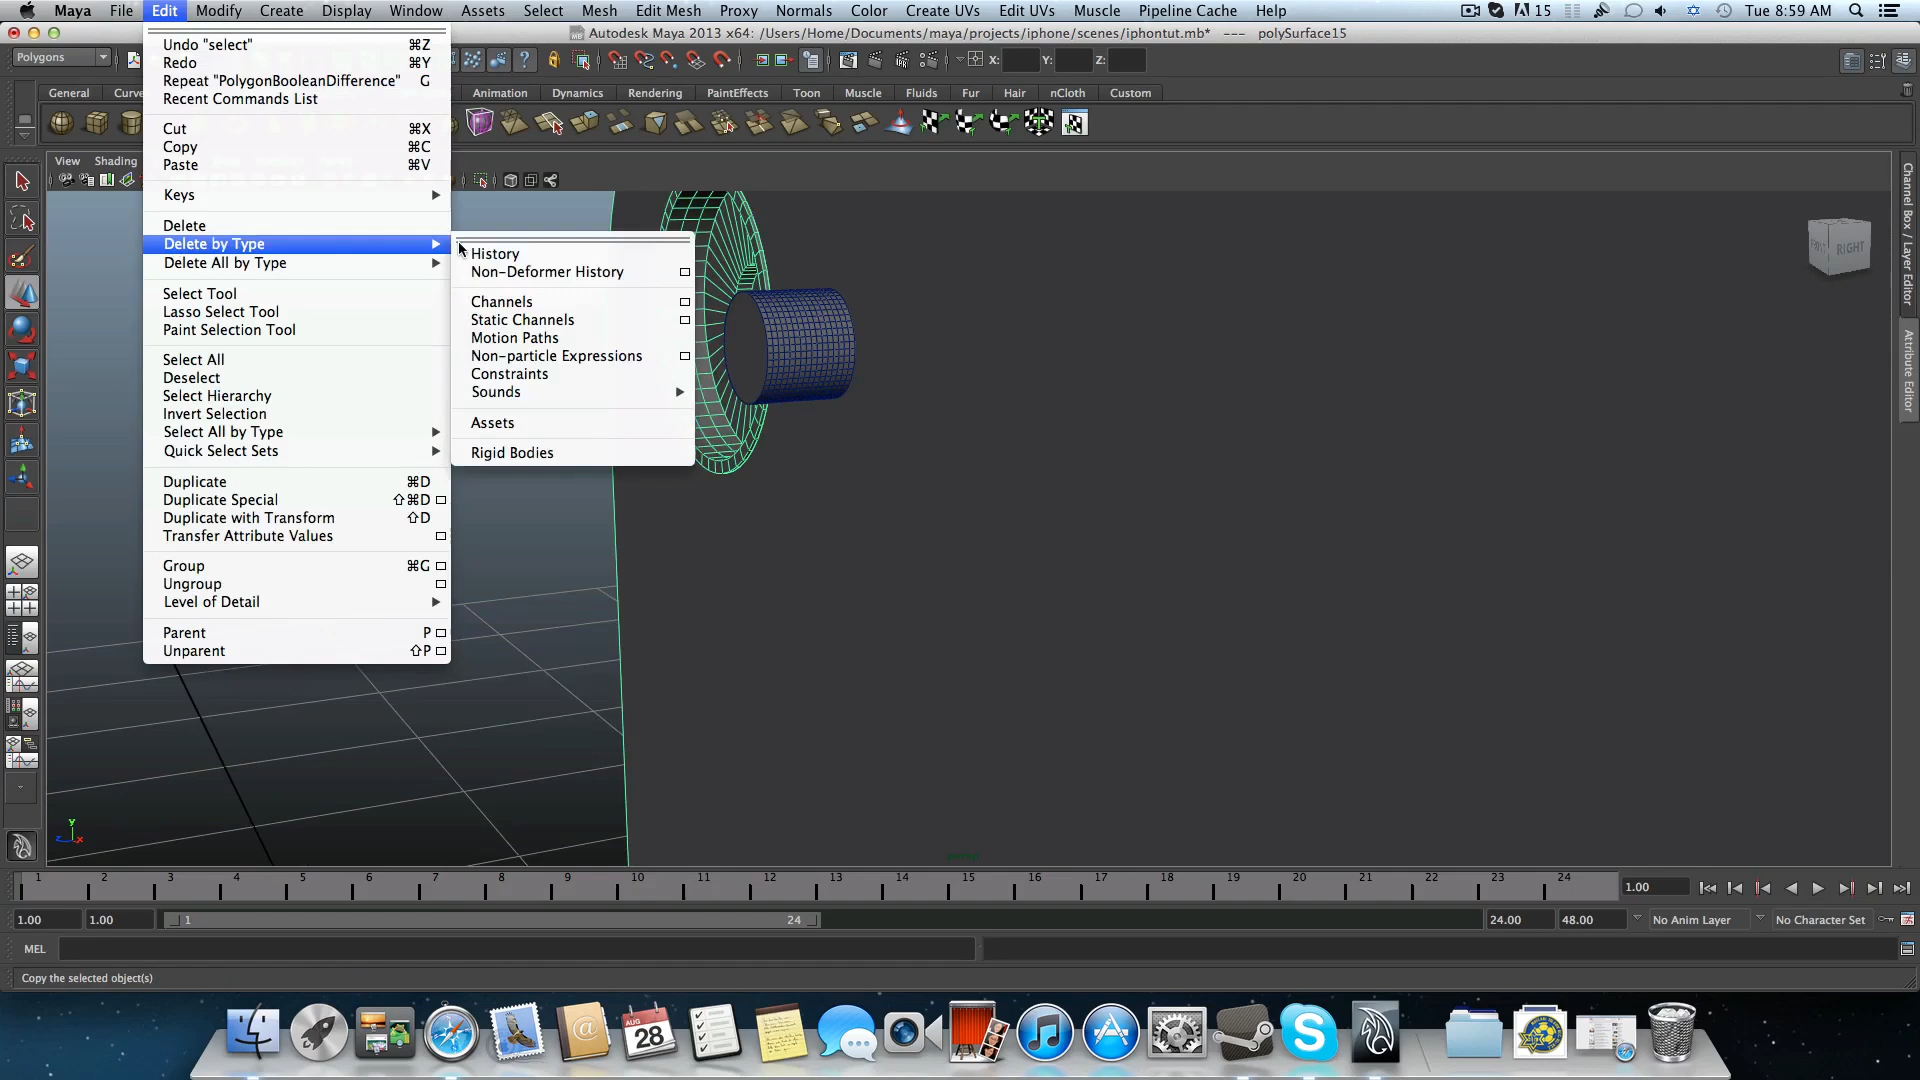 Maya File Edit Modify Create Display Window Assets Select Mesh Edit Mesh Proxy Normals Color Create UVs Edit UVs Muscle Pipeline Cache Help 15 Tue 8:59 AM
Autodesk Maya 2013 x64: /Users/Home/Documents/maya/projects/iphone/scenes/iphontut.mb* --- polySurface15
Polygons X: Y: Z:
General Curve Animation Dynamics Rendering PaintEffects Toon Muscle Fluids Fur Hair nCloth Custom
View Shading
Undo "select" ⌘Z
Redo ⌘Y
Repeat "PolygonBooleanDifference" G
Recent Commands List
Cut ⌘X
Copy ⌘C
Paste ⌘V
Keys
Delete
Delete by Type
Delete All by Type
Select Tool
Lasso Select Tool
Paint Selection Tool
Select All
Deselect
Select Hierarchy
Invert Selection
Select All by Type
Quick Select Sets
Duplicate ⌘D
Duplicate Special ⇧⌘D
Duplicate with Transform ⇧D
Transfer Attribute Values
Group ⌘G
Ungroup
Level of Detail
Parent P
Unparent ⇧P
History
Non-Deformer History
Channels
Static Channels
Motion Paths
Non-particle Expressions
Constraints
Sounds
Assets
Rigid Bodies
RIGHT
Channel Box / Layer Editor
Attribute Editor
y
z x
persp
1 2 3 4 5 6 7 8 9 10 11 12 13 14 15 16 17 18 19 20 21 22 23 24 1.00
1.00 1.00 1 24 24.00 48.00 No Anim Layer No Character Set
MEL
Copy the selected object(s)
AUG
28